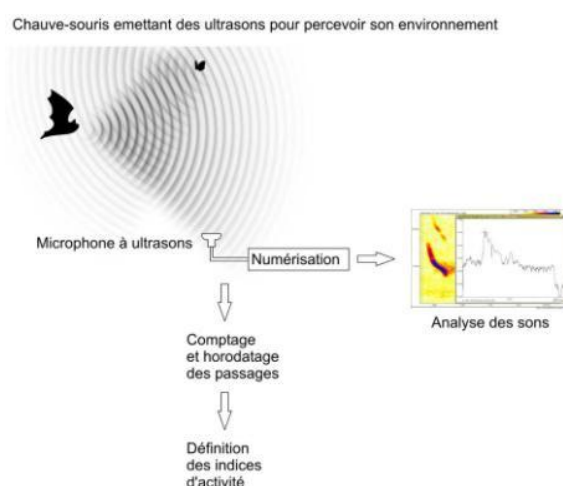 Chauve-souris emettant des ultrasons pour percevoir son environnement
Microphone à ultrasons
Numérisation
Analyse des sons
Comptage
et horodatage
des passages
Définition
des indices
d'activité